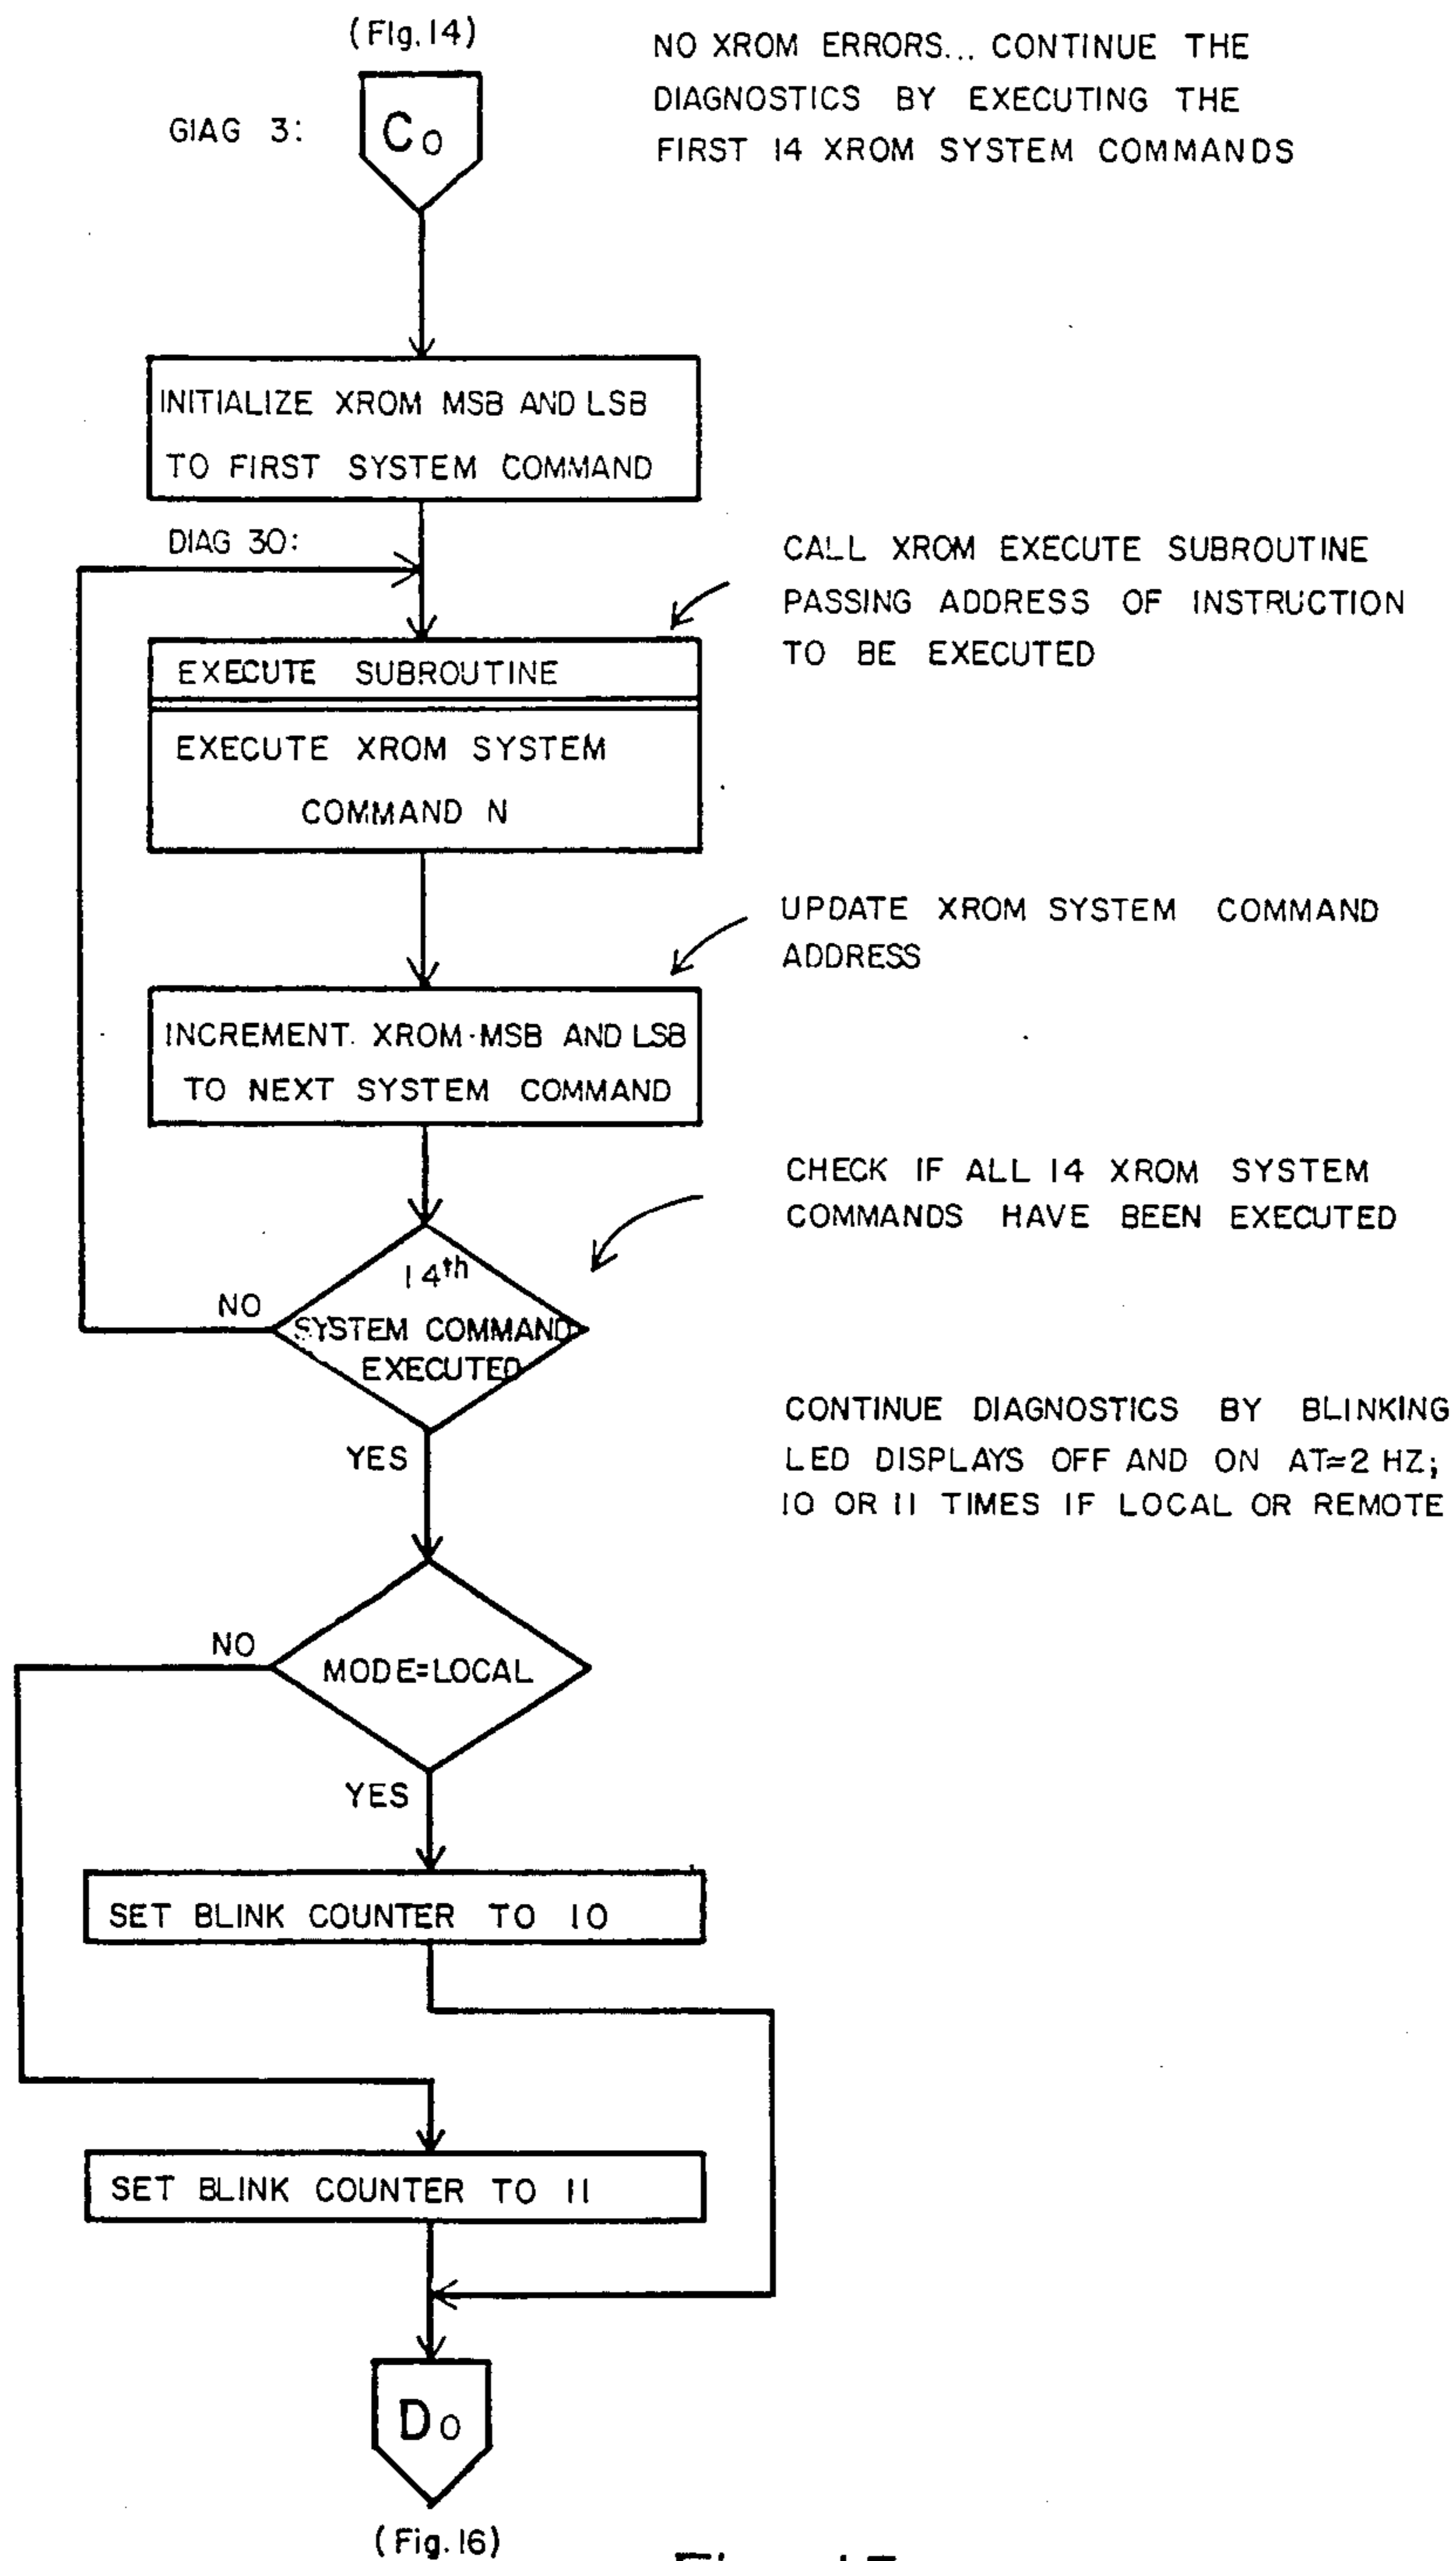 (Fig. 14)
NO XROM ERRORS... CONTINUE THE
DIAGNOSTICS BY EXECUTING THE
FIRST 14 XROM SYSTEM COMMANDS
GIAG 3:
C0
INITIALIZE XROM MSB AND LSB
TO FIRST SYSTEM COMMAND
DIAG 30:
CALL XROM EXECUTE SUBROUTINE
PASSING ADDRESS OF INSTRUCTION
TO BE EXECUTED
EXECUTE SUBROUTINE
EXECUTE XROM SYSTEM
COMMAND N
UPDATE XROM SYSTEM COMMAND
ADDRESS
INCREMENT XROM MSB AND LSB
TO NEXT SYSTEM COMMAND
CHECK IF ALL 14 XROM SYSTEM
COMMANDS HAVE BEEN EXECUTED
14th
SYSTEM COMMAND
EXECUTED
NO
YES
CONTINUE DIAGNOSTICS BY BLINKING
LED DISPLAYS OFF AND ON AT≈2 HZ;
10 OR 11 TIMES IF LOCAL OR REMOTE
MODE=LOCAL
NO
YES
SET BLINK COUNTER TO 10
SET BLINK COUNTER TO 11
D0
(Fig. 16)